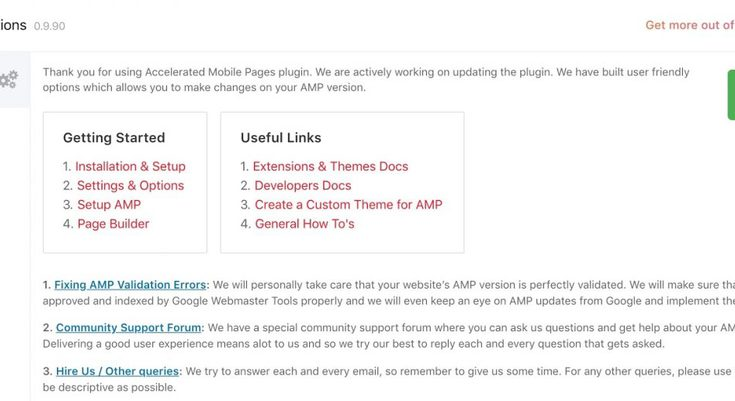 ions 0.9.90
Get more out of
Thank you for using Accelerated Mobile Pages plugin. We are actively working on updating the plugin. We have built user friendly
options which allows you to make changes on your AMP version.
Getting Started
1. Installation & Setup
2. Settings & Options
3. Setup AMP
4. Page Builder
Useful Links
1. Extensions & Themes Docs
2. Developers Docs
3. Create a Custom Theme for AMP
4. General How To's
1. Fixing AMP Validation Errors: We will personally take care that your website's AMP version is perfectly validated. We will make sure tha
approved and indexed by Google Webmaster Tools properly and we will even keep an eye on AMP updates from Google and implement the
2. Community Support Forum: We have a special community support forum where you can ask us questions and get help about your AM
Delivering a good user experience means alot to us and so we try our best to reply each and every question that gets asked.
3. Hire Us / Other queries: We try to answer each and every email, so remember to give us some time. For any other queries, please use
be descriptive as possible.